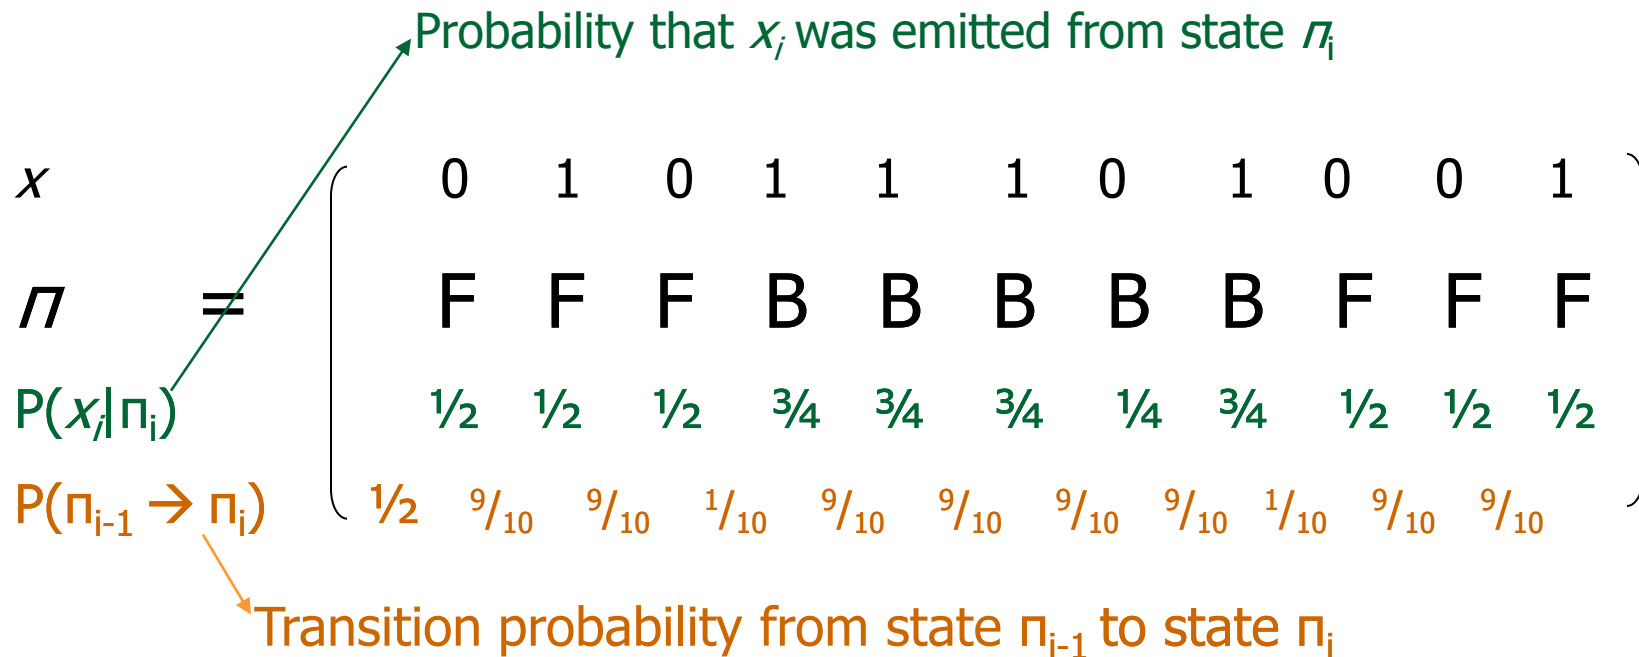 Probability that xᵢ was emitted from state πᵢ
x 0 1 0 1 1 1 0 1 0 0 1
π = F F F B B B B B F F F
P(xᵢ|πᵢ) ½ ½ ½ ¾ ¾ ¾ ¼ ¾ ½ ½ ½
P(πᵢ₋₁ → πᵢ) ½ ⁹/₁₀ ⁹/₁₀ ¹/₁₀ ⁹/₁₀ ⁹/₁₀ ⁹/₁₀ ⁹/₁₀ ¹/₁₀ ⁹/₁₀ ⁹/₁₀
Transition probability from state πᵢ₋₁ to state πᵢ